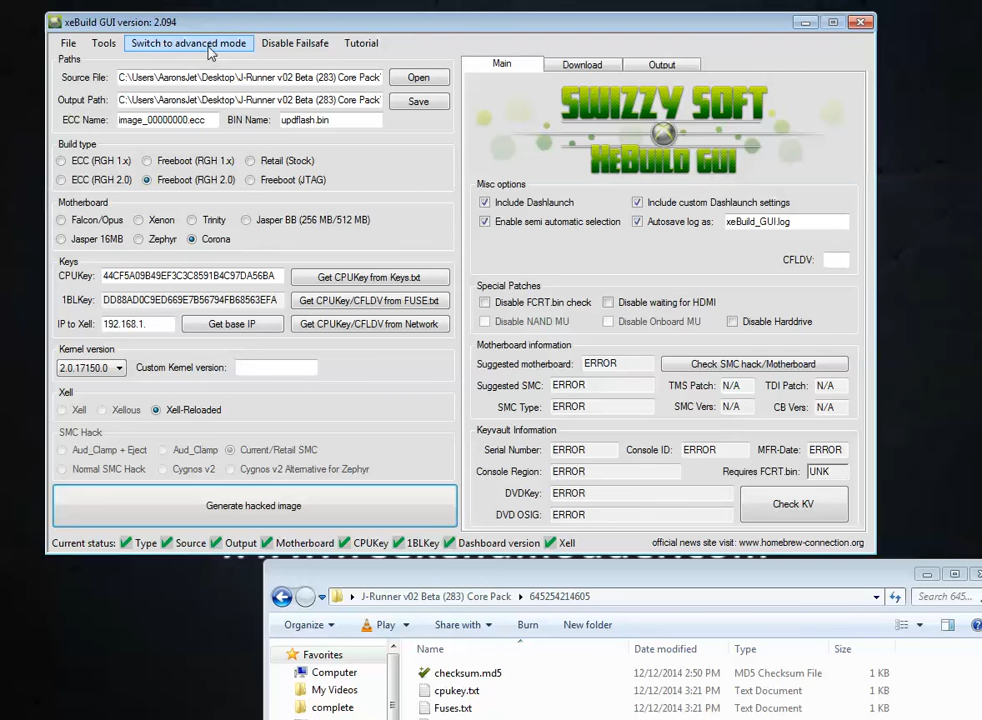 xeBuild GUI version: 2.094
File Tools Switch to advanced mode Disable Failsafe Tutorial
Paths
Source File: C:\Users\AaronsJet\Desktop\J-Runner v02 Beta (283) Core Pack\ Open
Output Path: C:\Users\AaronsJet\Desktop\J-Runner v02 Beta (283) Core Pack\ Save
ECC Name: image_00000000.ecc BIN Name: updflash.bin
Build type
ECC (RGH 1.x) Freeboot (RGH 1.x) Retail (Stock)
ECC (RGH 2.0) Freeboot (RGH 2.0) Freeboot (JTAG)
Motherboard
Falcon/Opus Xenon Trinity Jasper BB (256 MB/512 MB)
Jasper 16MB Zephyr Corona
Keys
CPUKey: 44CF5A09B49EF3C3C8591B4C97DA56BA Get CPUKey from Keys.txt
1BLKey: DD88AD0C9ED669E7B56794FB68563EFA Get CPUKey/CFLDV from FUSE.txt
IP to Xell: 192.168.1. Get base IP Get CPUKey/CFLDV from Network
Kernel version
2.0.17150.0 Custom Kernel version:
Xell
Xell Xellous Xell-Reloaded
SMC Hack
Aud_Clamp + Eject Aud_Clamp Current/Retail SMC
Normal SMC Hack Cygnos v2 Cygnos v2 Alternative for Zephyr
Generate hacked image
Main Download Output
SWIZZY SOFT
XEBUILD GUI
Misc options
Include Dashlaunch Include custom Dashlaunch settings
Enable semi automatic selection Autosave log as: xeBuild_GUI.log
CFLDV:
Special Patches
Disable FCRT.bin check Disable waiting for HDMI
Disable NAND MU Disable Onboard MU Disable Harddrive
Motherboard information
Suggested motherboard: ERROR Check SMC hack/Motherboard
Suggested SMC: ERROR TMS Patch: N/A TDI Patch: N/A
SMC Type: ERROR SMC Vers: N/A CB Vers: N/A
Keyvault Information
Serial Number: ERROR Console ID: ERROR MFR-Date: ERROR
Console Region: ERROR Requires FCRT.bin: UNK
DVDKey: ERROR Check KV
DVD OSIG: ERROR
Current status: Type Source Output Motherboard CPUKey 1BLKey Dashboard version Xell official news site visit: www.homebrew-connection.org
J-Runner v02 Beta (283) Core Pack 645254214605 Search 645...
Organize Play Share with Burn New folder
Name Date modified Type Size
Favorites
Computer
My Videos
complete
checksum.md5 12/12/2014 2:50 PM MD5 Checksum File 1 KB
cpukey.txt 12/12/2014 3:21 PM Text Document 1 KB
Fuses.txt 12/12/2014 3:21 PM Text Document 1 KB